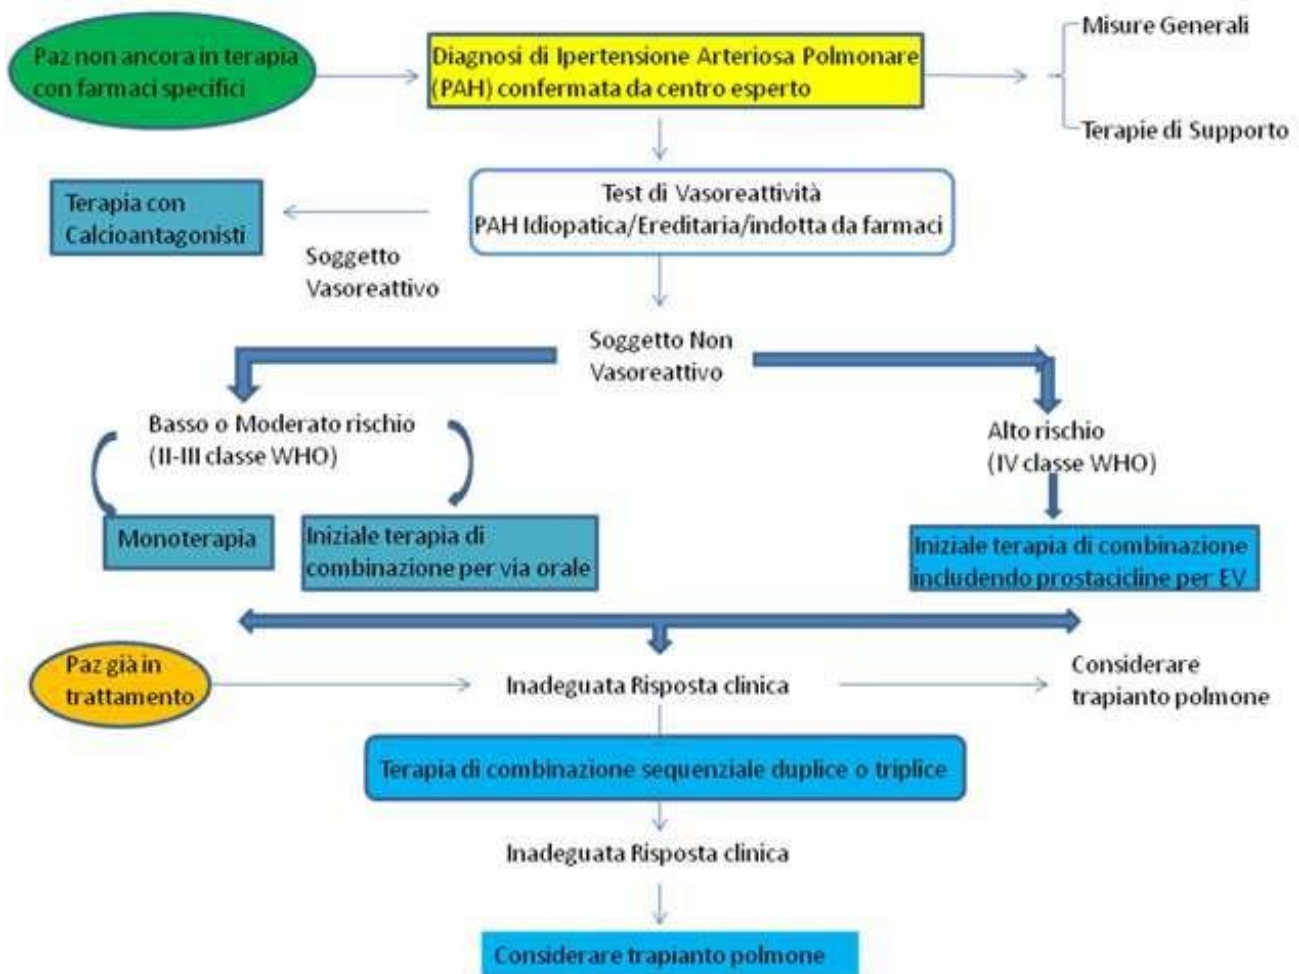 Paz non ancora in terapia
con farmaci specifici
Diagnosi di Ipertensione Arteriosa Polmonare
(PAH) confermata da centro esperto
Misure Generali
Terapie di Supporto
Terapia con
Calcioantagonisti
Test di Vasoreattività
PAH Idiopatica/Ereditaria/indotta da farmaci
Soggetto
Vasoreattivo
Soggetto Non
Vasoreattivo
Basso o Moderato rischio
(II-III classe WHO)
Alto rischio
(IV classe WHO)
Monoterapia
Iniziale terapia di
combinazione per via orale
Iniziale terapia di combinazione
includendo prostacicline per EV
Paz già in
trattamento
Inadeguata Risposta clinica
Considerare
trapianto polmone
Terapia di combinazione sequenziale duplice o triplice
Inadeguata Risposta clinica
Considerare trapianto polmone